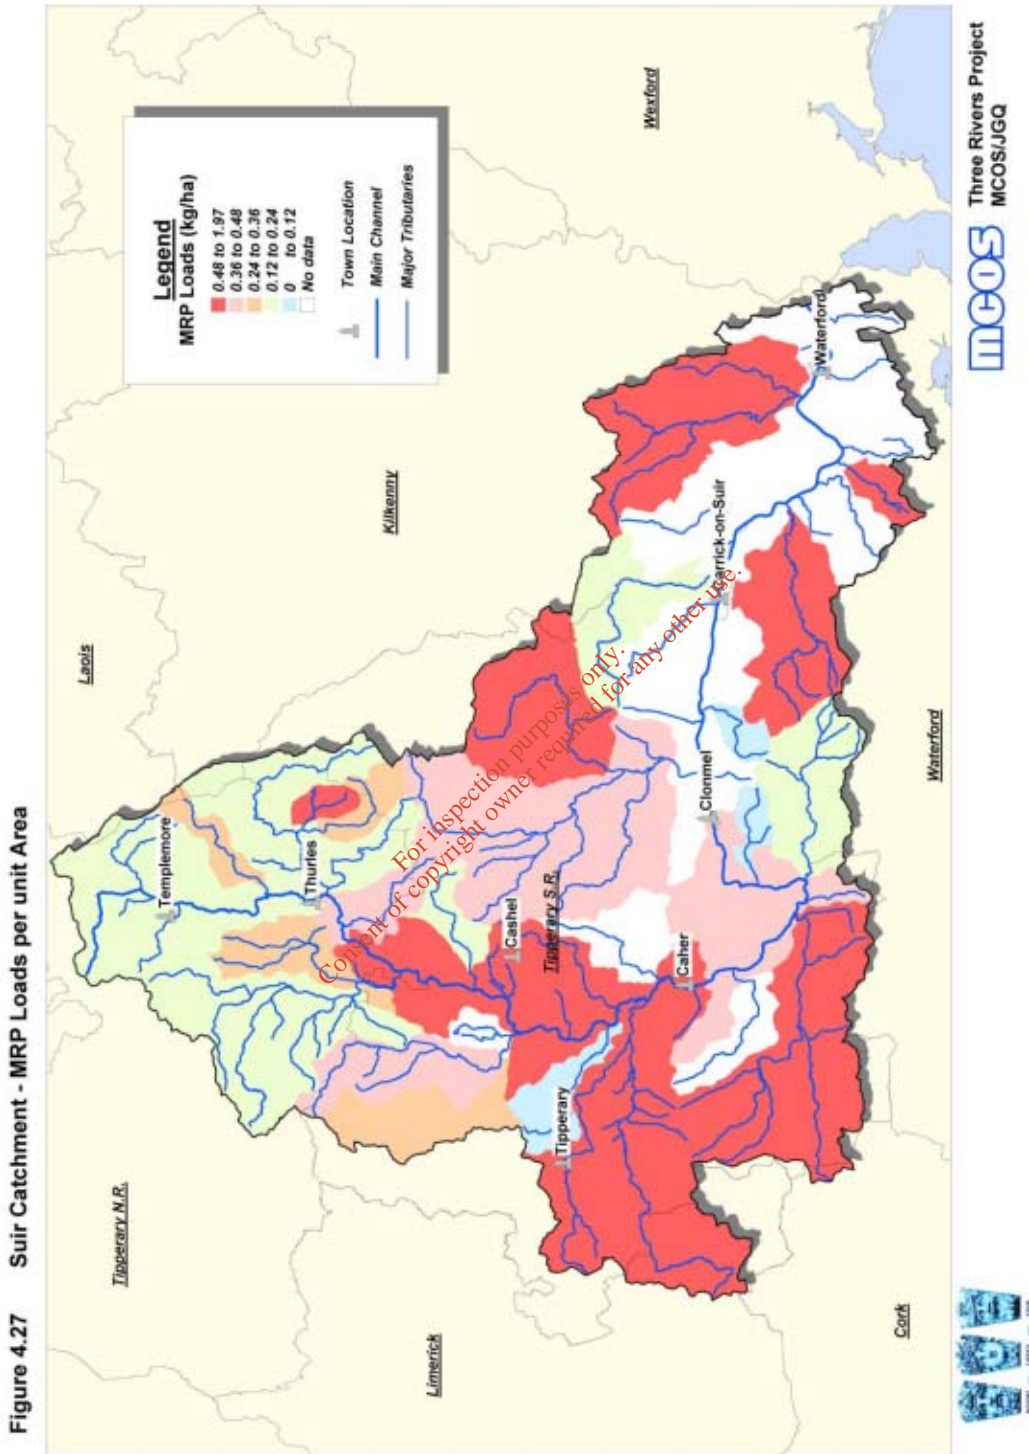 Figure 4.27 Suir Catchment - MRP Loads per unit Area
Legend
MRP Loads (kg/ha)
0.48 to 1.97
0.36 to 0.48
0.24 to 0.36
0.12 to 0.24
0 to 0.12
No data
Town Location
Main Channel
Major Tributaries
Tipperary N.R.
Laois
Limerick
Kilkenny
Wexford
Templemore
Thurles
Cashel
Tipperary S.R.
Tipperary
Caher
Clonmel
Carrick-on-Suir
Waterford
Cork
Waterford
For inspection purposes only.
Consent of copyright owner required for any other use.
MCOS
Three Rivers Project
MCOS/JGQ